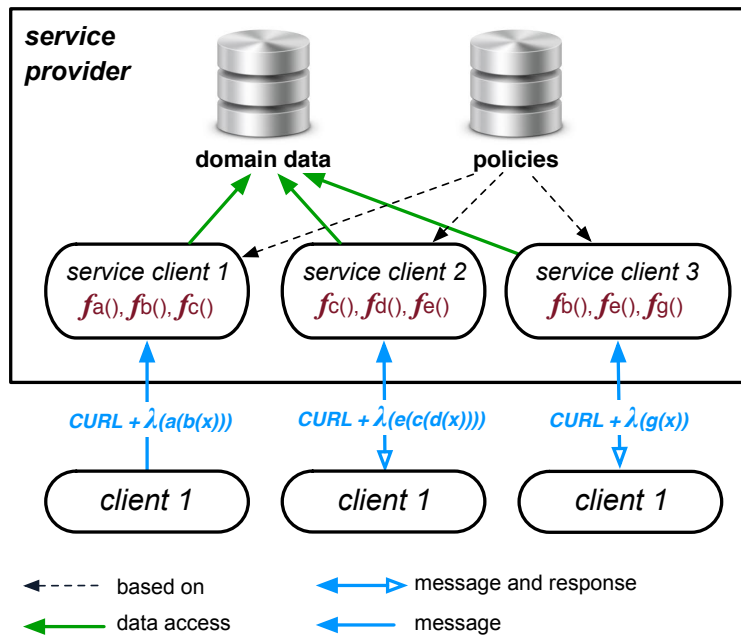 service
provider
domain data
policies
service client 1
fa(), fb(), fc()
service client 2
fc(), fd(), fe()
service client 3
fb(), fe(), fg()
CURL + λ(a(b(x)))
CURL + λ(e(c(d(x))))
CURL + λ(g(x))
client 1
client 1
client 1
based on
message and response
data access
message